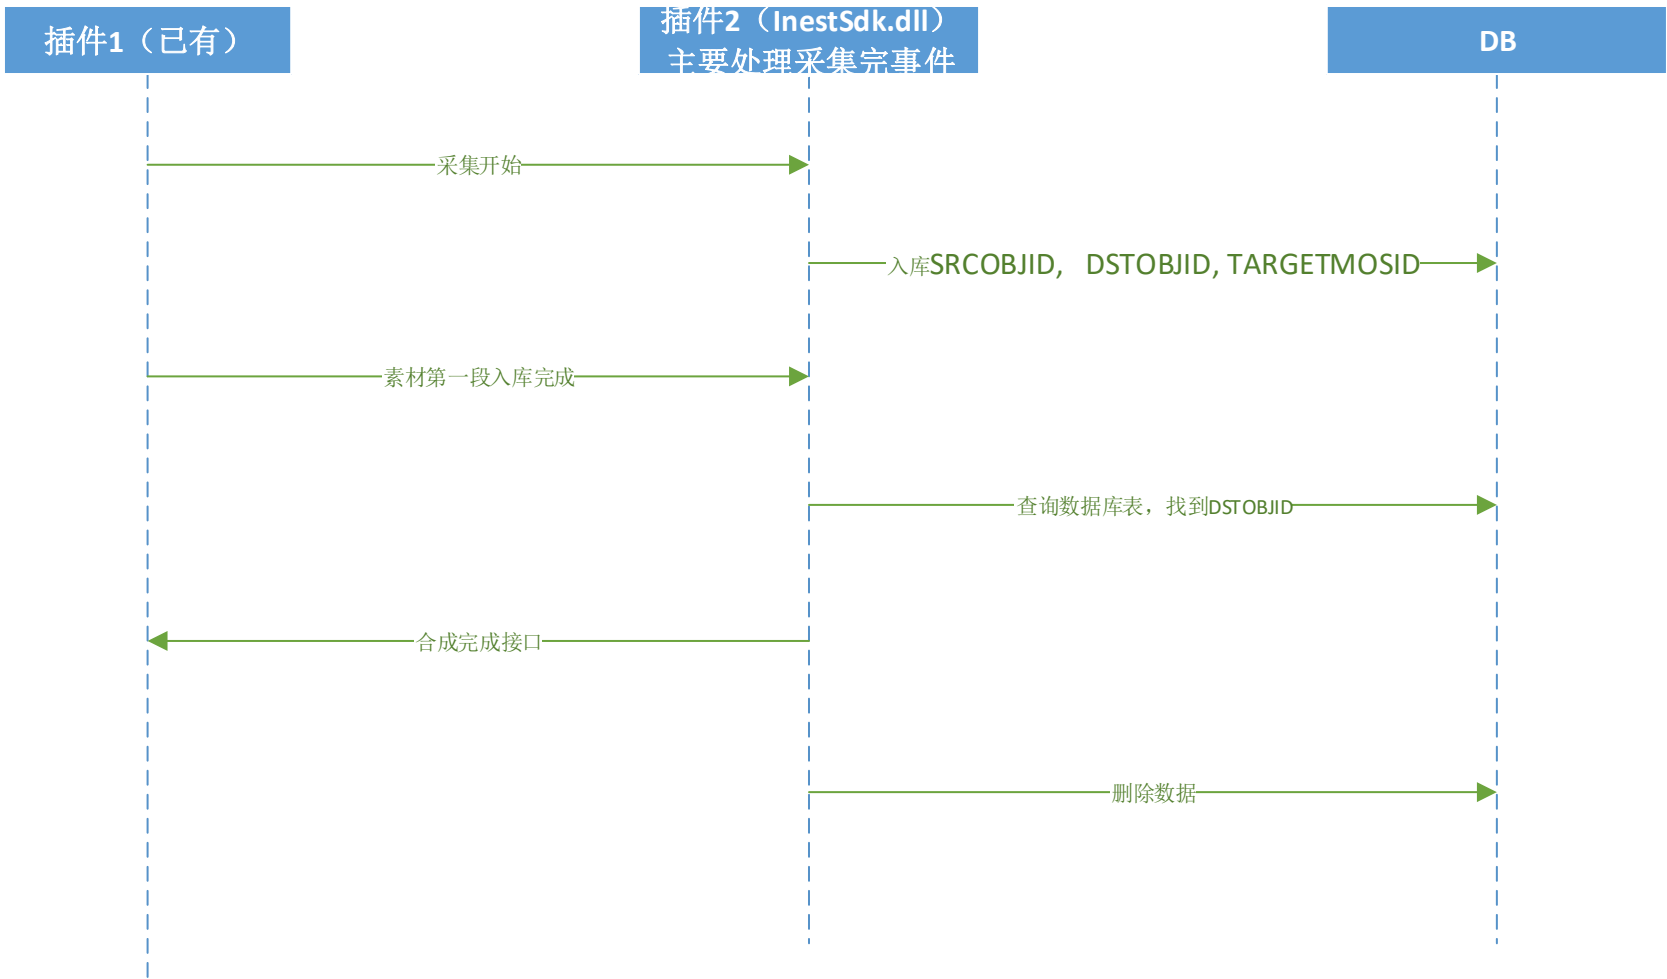 插件1（已有）
插件2（InestSdk.dll）
主要处理采集完事件
DB
采集开始
入库SRCOBJID, DSTOBJID, TARGETMOSID
素材第一段入库完成
查询数据库表，找到DSTOBJID
合成完成接口
删除数据